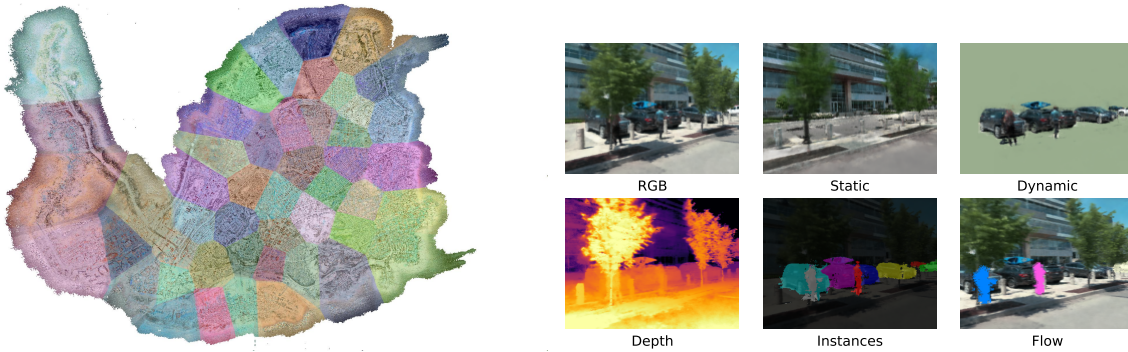 RGB
Static
Dynamic
Depth
Instances
Flow